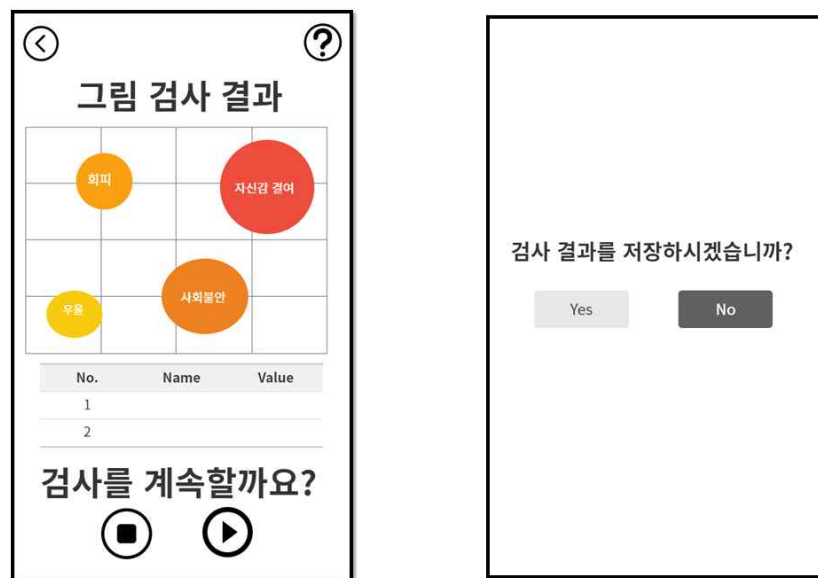 ?
그림 검사 결과
회피
자신감 결여
사회불안
우울
No. Name Value
1
2
검사를 계속할까요?
검사 결과를 저장하시겠습니까?
Yes No